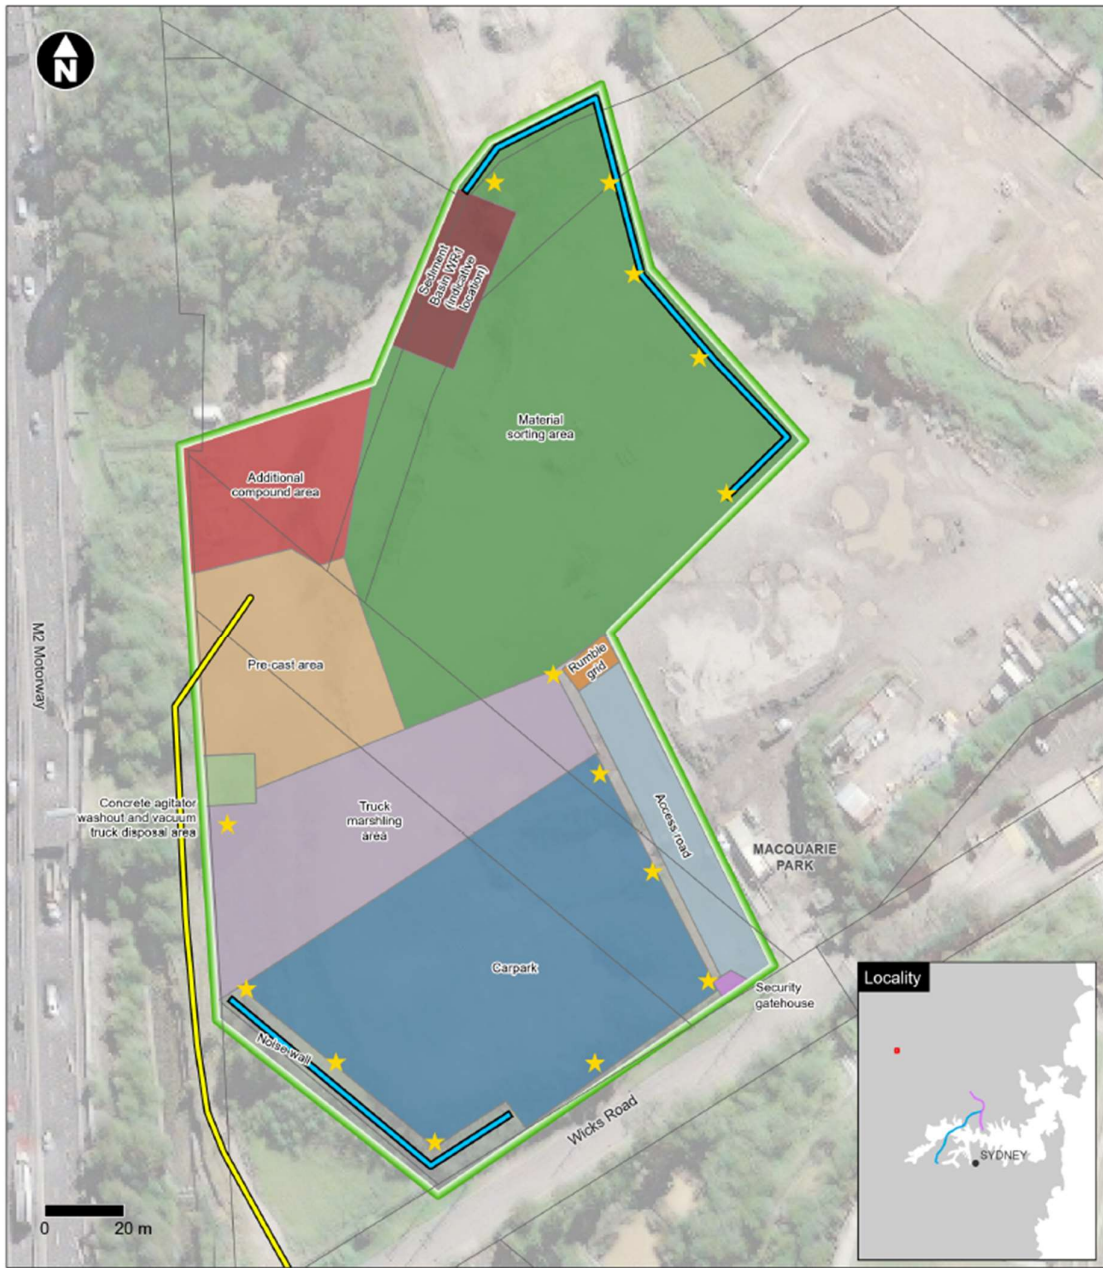 N
Sediment
Basin WR1
(indicative
location)
Material
sorting area
Additional
compound area
M2 Motorway
Pre-cast area
Rumble
grid
Concrete agitator
washout and vacuum
truck disposal area
Truck
marshling
area
Access road
MACQUARIE
PARK
Carpark
Security
gatehouse
Noise wall
Wicks Road
Locality
SYDNEY
0
20 m